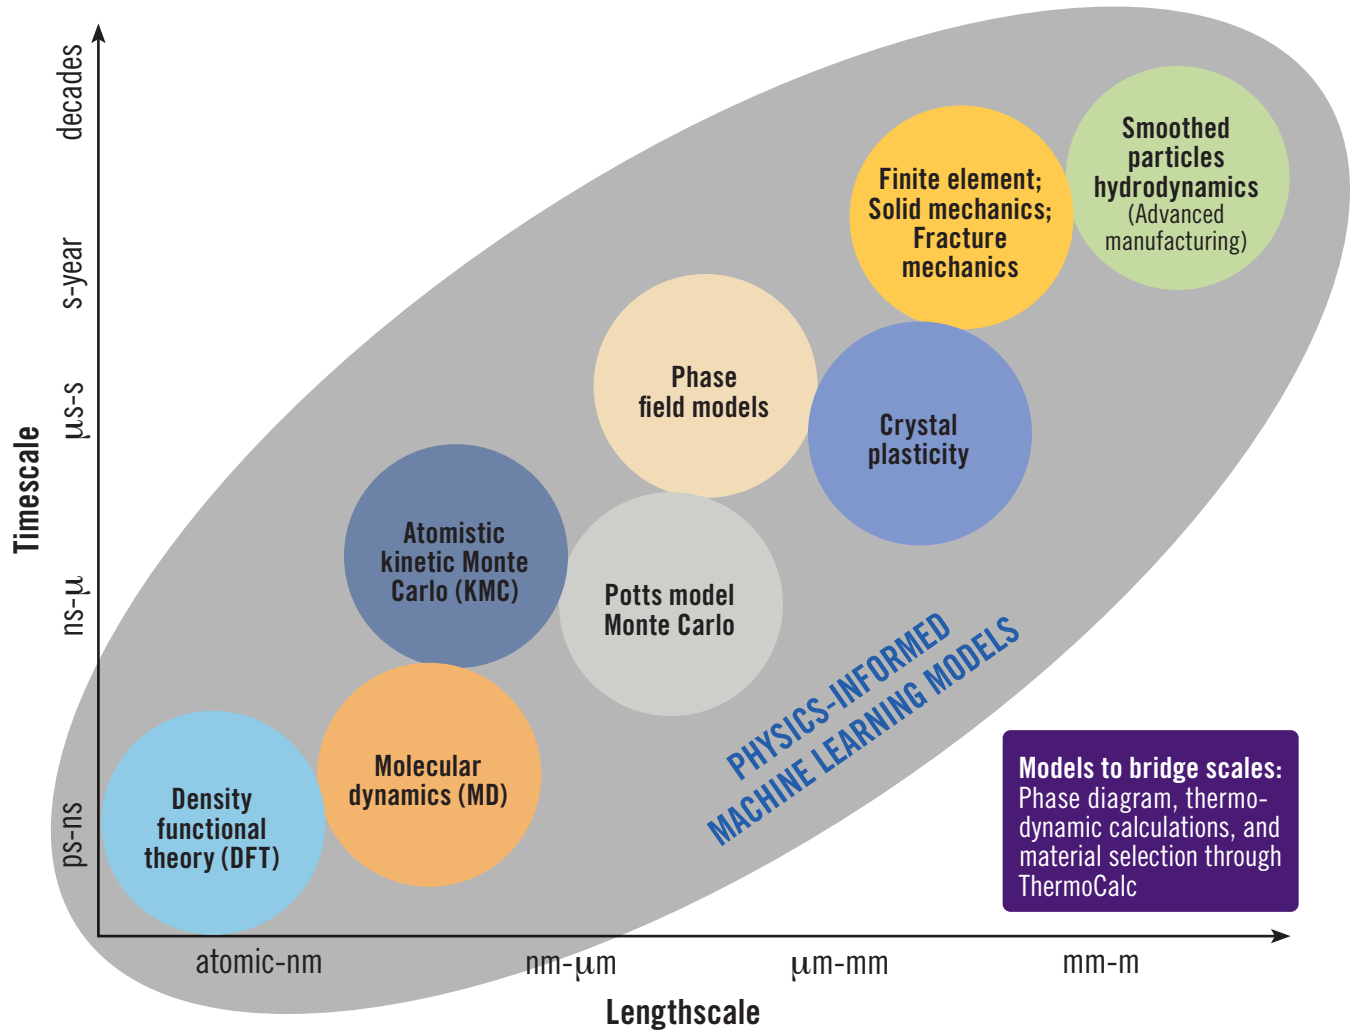 Timescale
decades
s-year
μs-s
ns-μ
ps-ns
Smoothed
particles
hydrodynamics
(Advanced
manufacturing)
Finite element;
Solid mechanics;
Fracture
mechanics
Phase
field models
Crystal
plasticity
Atomistic
kinetic Monte
Carlo (KMC)
Potts model
Monte Carlo
Molecular
dynamics (MD)
Density
functional
theory (DFT)
PHYSICS-INFORMED
MACHINE LEARNING MODELS
Models to bridge scales:
Phase diagram, thermo-
dynamic calculations, and
material selection through
ThermoCalc
atomic-nm
nm-μm
μm-mm
mm-m
Lengthscale